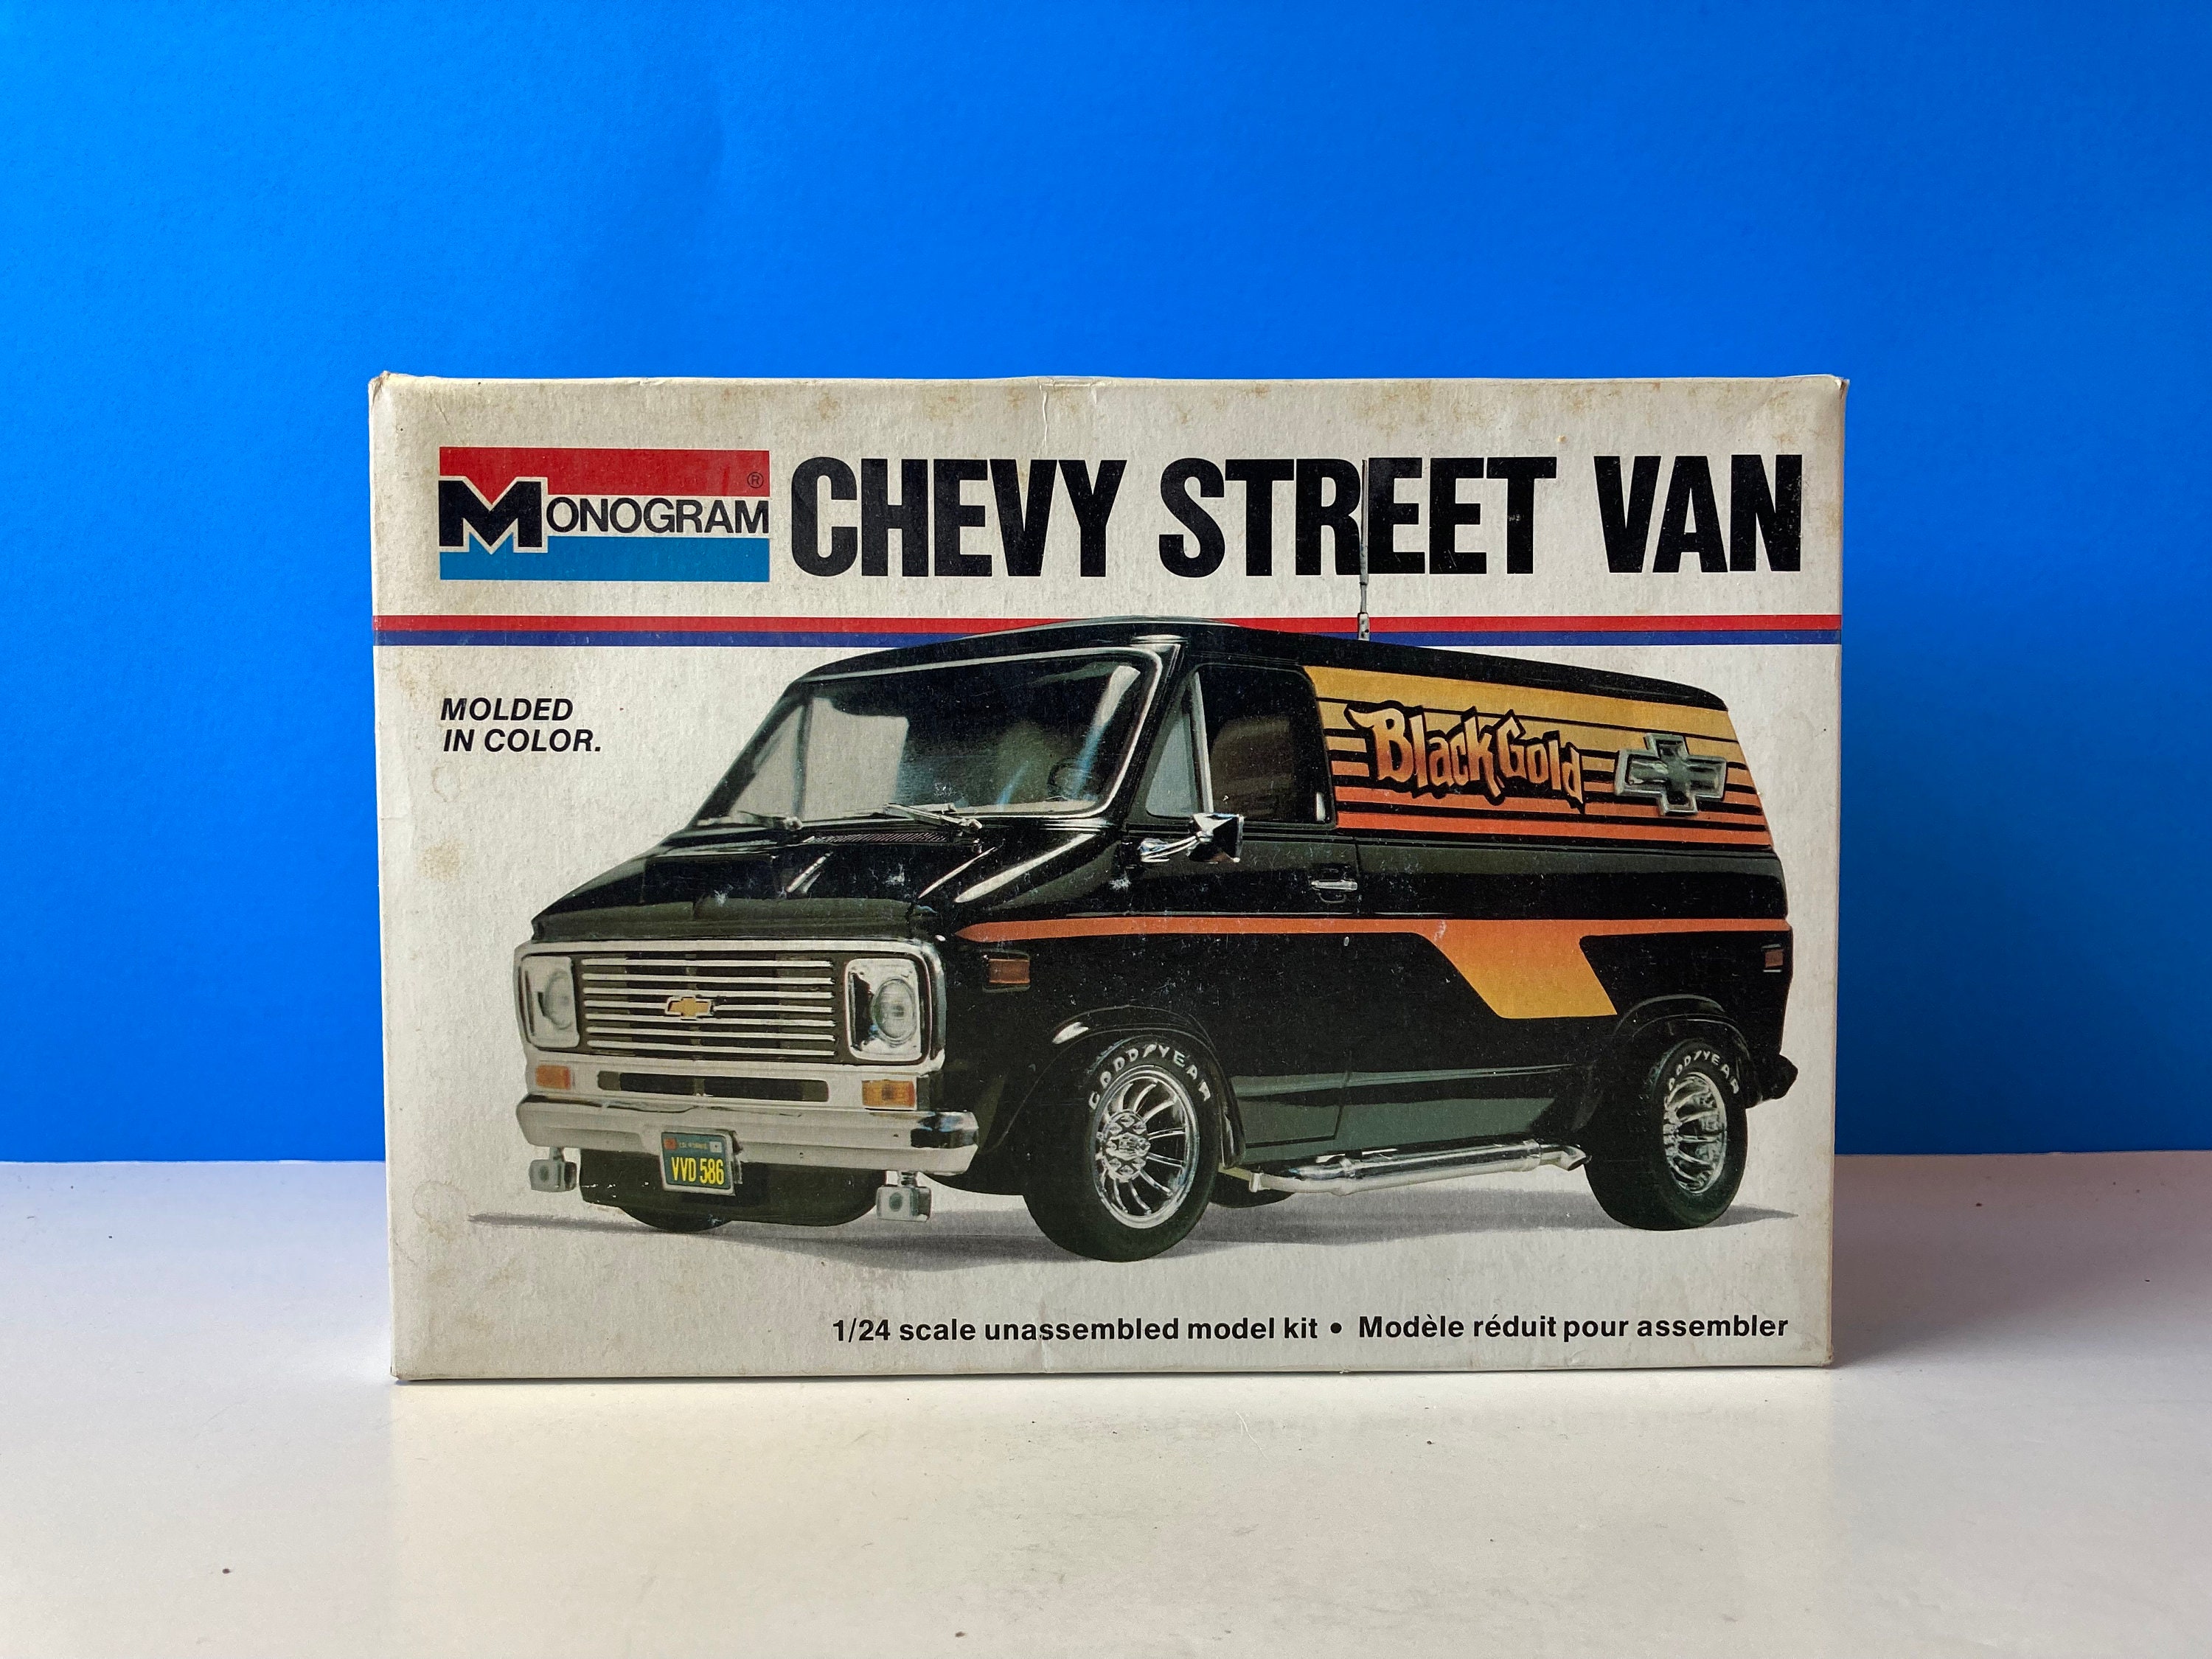 MONOGRAM ® CHEVY STREET VAN
MOLDED
IN COLOR.
Black Gold
GOODYEAR
GOODYEAR
VVD 586
1/24 scale unassembled model kit • Modèle réduit pour assembler